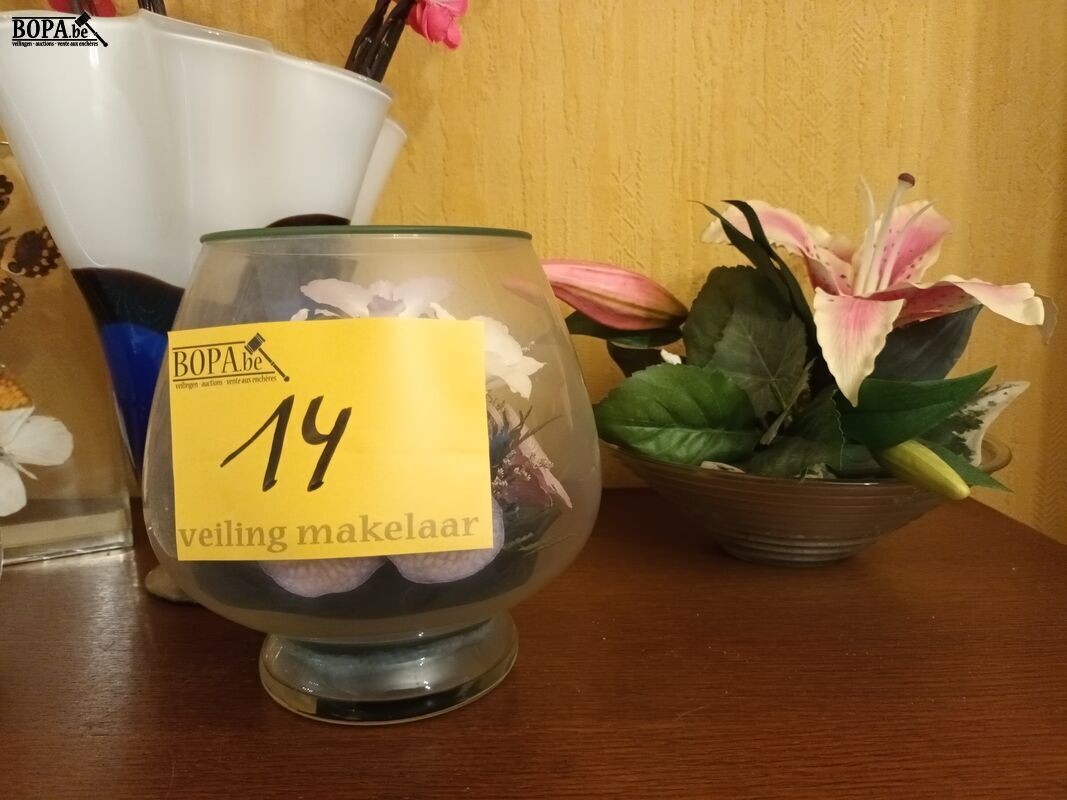 BOPA.be
veilingen - auctions - vente aux enchères
BOPA.be
veilingen - auctions - vente aux enchères
14
veiling makelaar